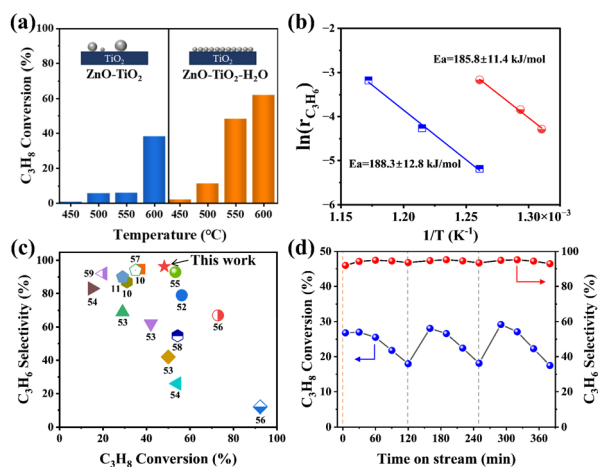 (a)
C₃H₈ Conversion (%)
100
80
60
40
20
0
TiO₂
ZnO-TiO₂
TiO₂
ZnO-TiO₂-H₂O
450 500 550 600 450 500 550 600
Temperature (°C)
(b)
ln(r_C₃H₆)
−2
−3
−4
−5
−6
Ea=185.8±11.4 kJ/mol
Ea=188.3±12.8 kJ/mol
1.15 1.20 1.25 1.30×10⁻³
1/T (K⁻¹)
(c)
C₃H₆ Selectivity (%)
100
80
60
40
20
0
This work
59
57
54
11
10
10
55
53
53
52
56
58
53
54
56
0 20 40 60 80 100
C₃H₈ Conversion (%)
(d)
C₃H₈ Conversion (%)
50
40
30
20
10
0
100
80
60
40
20
0
C₃H₆ Selectivity (%)
0 60 120 180 240 300 360
Time on stream (min)